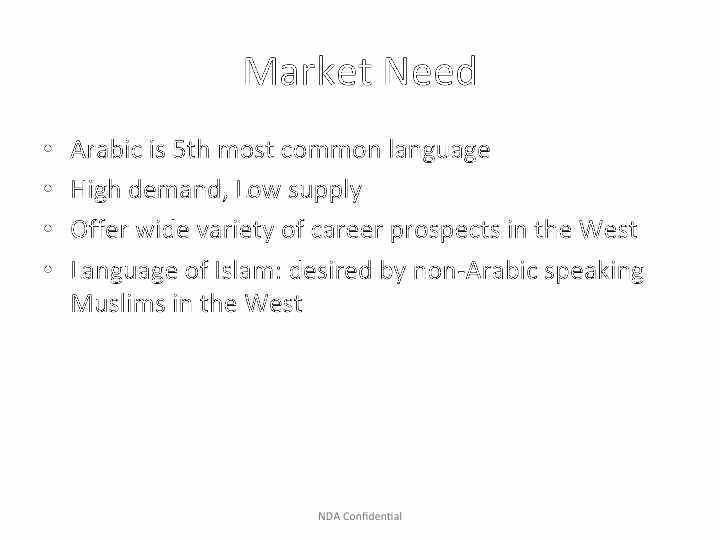 Market Need
• Arabic is 5th most common language
• High demand, Low supply
• Offer wide variety of career prospects in the West
• Language of Islam: desired by non-Arabic speaking
Muslims in the West
NDA Confidential